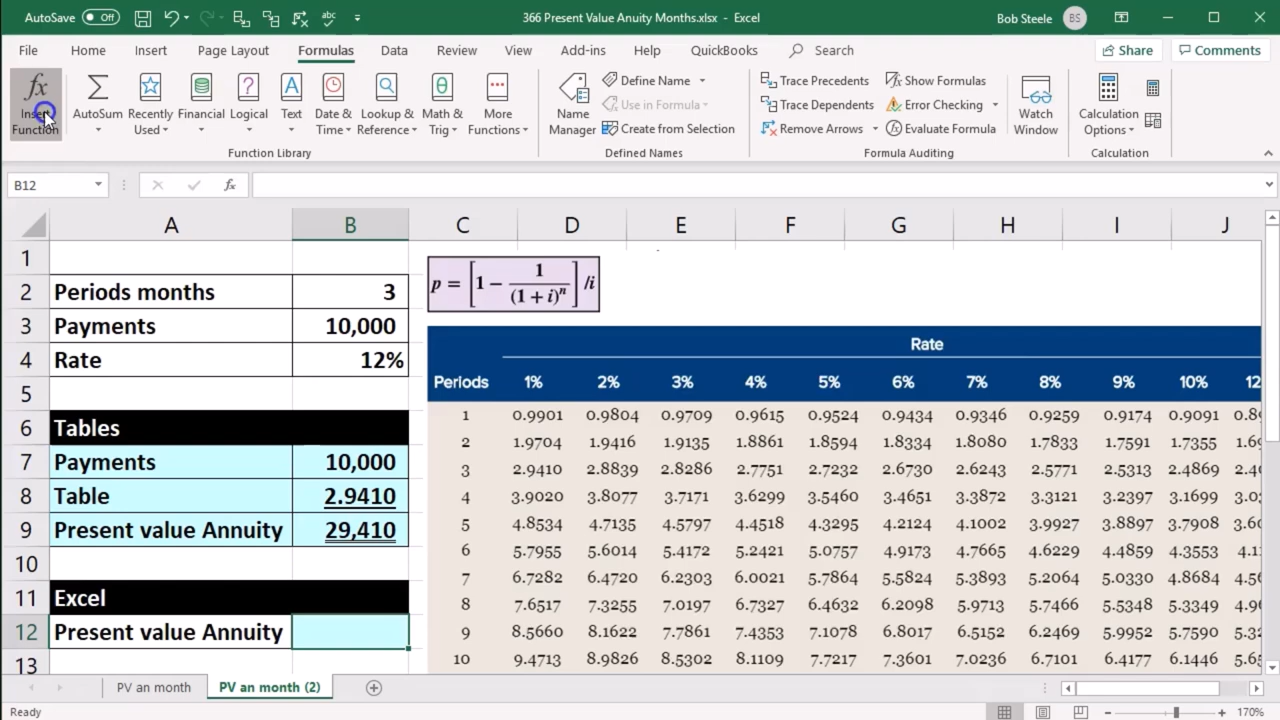 AutoSave Off 366 Present Value Anuity Months.xlsx - Excel Bob Steele BS
File Home Insert Page Layout Formulas Data Review View Add-ins Help QuickBooks Search Share Comments
fx Insert Function
AutoSum
Recently Used
Financial
Logical
Text
Date & Time
Lookup & Reference
Math & Trig
More Functions
Function Library
Name Manager
Define Name
Use in Formula
Create from Selection
Defined Names
Trace Precedents
Trace Dependents
Remove Arrows
Show Formulas
Error Checking
Evaluate Formula
Watch Window
Formula Auditing
Calculation Options
Calculation
B12 fx
A B C D E F G H I J
1
2 Periods months 3
3 Payments 10,000
4 Rate 12%
5
6 Tables
7 Payments 10,000
8 Table 2.9410
9 Present value Annuity 29,410
10
11 Excel
12 Present value Annuity
13
p = [1 − 1/(1 + i)^n] /i
Rate
Periods 1% 2% 3% 4% 5% 6% 7% 8% 9% 10% 12
1 0.9901 0.9804 0.9709 0.9615 0.9524 0.9434 0.9346 0.9259 0.9174 0.9091
2 1.9704 1.9416 1.9135 1.8861 1.8594 1.8334 1.8080 1.7833 1.7591 1.7355
3 2.9410 2.8839 2.8286 2.7751 2.7232 2.6730 2.6243 2.5771 2.5313 2.4869
4 3.9020 3.8077 3.7171 3.6299 3.5460 3.4651 3.3872 3.3121 3.2397 3.1699
5 4.8534 4.7135 4.5797 4.4518 4.3295 4.2124 4.1002 3.9927 3.8897 3.7908
6 5.7955 5.6014 5.4172 5.2421 5.0757 4.9173 4.7665 4.6229 4.4859 4.3553
7 6.7282 6.4720 6.2303 6.0021 5.7864 5.5824 5.3893 5.2064 5.0330 4.8684
8 7.6517 7.3255 7.0197 6.7327 6.4632 6.2098 5.9713 5.7466 5.5348 5.3349
9 8.5660 8.1622 7.7861 7.4353 7.1078 6.8017 6.5152 6.2469 5.9952 5.7590
10 9.4713 8.9826 8.5302 8.1109 7.7217 7.3601 7.0236 6.7101 6.4177 6.1446
PV an month PV an month (2)
Ready 170%